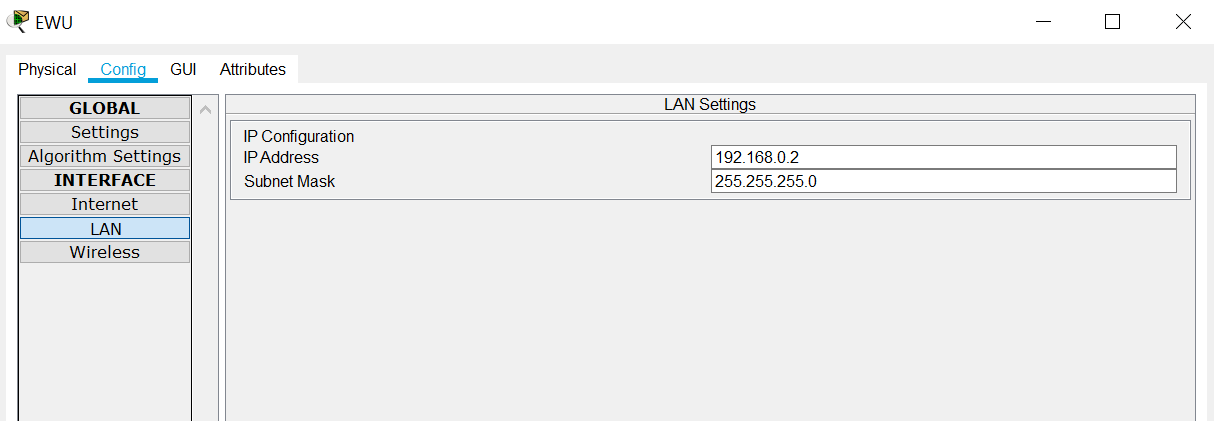 EWU
Physical Config GUI Attributes
GLOBAL
Settings
Algorithm Settings
INTERFACE
Internet
LAN
Wireless
LAN Settings
IP Configuration
IP Address 192.168.0.2
Subnet Mask 255.255.255.0